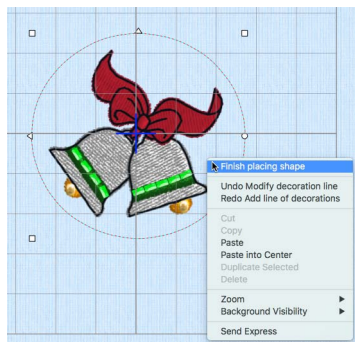 Finish placing shape
Undo Modify decoration line
Redo Add line of decorations
Cut
Copy
Paste
Paste into Center
Duplicate Selected
Delete
Zoom
Background Visibility
Send Express